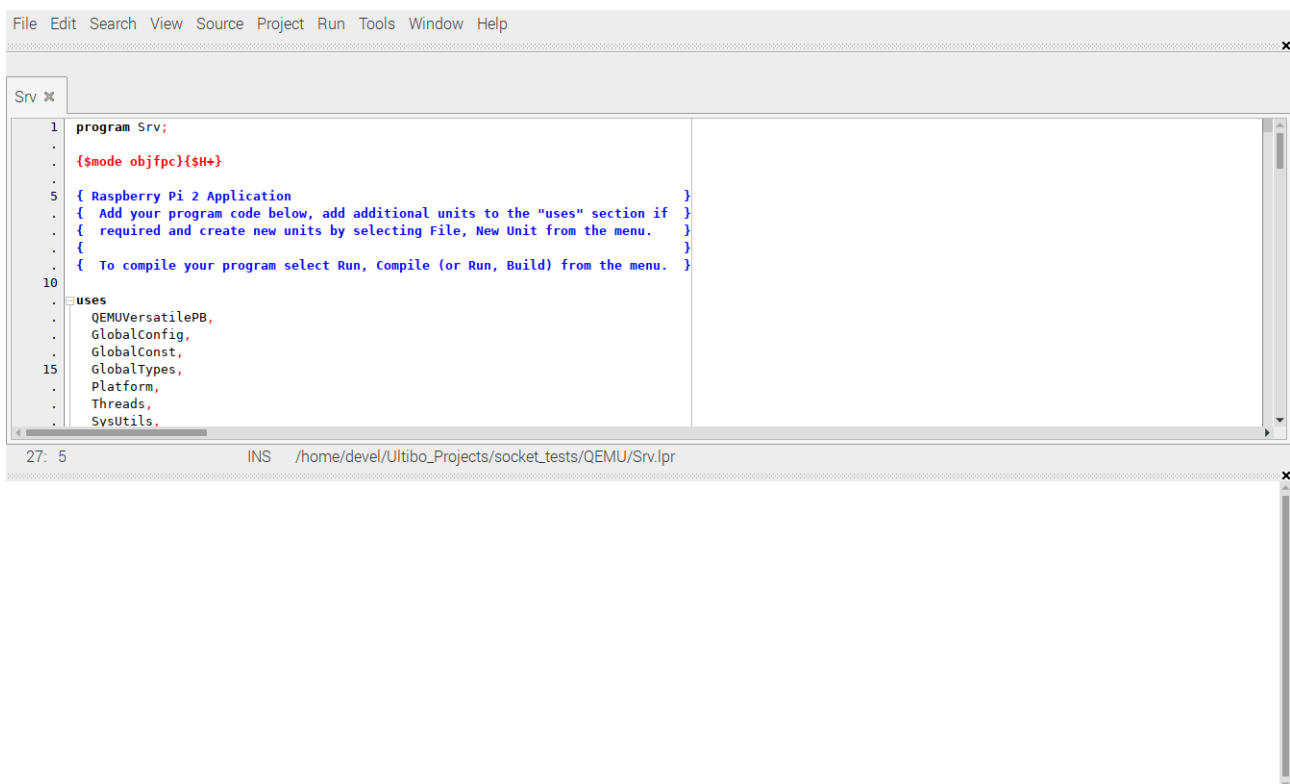 File Edit Search View Source Project Run Tools Window Help
Srv
1 program Srv;
.
. {$mode objfpc}{$H+}
.
5 { Raspberry Pi 2 Application }
. { Add your program code below, add additional units to the "uses" section if }
. { required and create new units by selecting File, New Unit from the menu. }
. { }
. { To compile your program select Run, Compile (or Run, Build) from the menu. }
10
. uses
. QEMUVersatilePB,
. GlobalConfig,
. GlobalConst,
15 GlobalTypes,
. Platform,
. Threads,
. SysUtils,
27: 5 INS /home/devel/Ultibo_Projects/socket_tests/QEMU/Srv.lpr